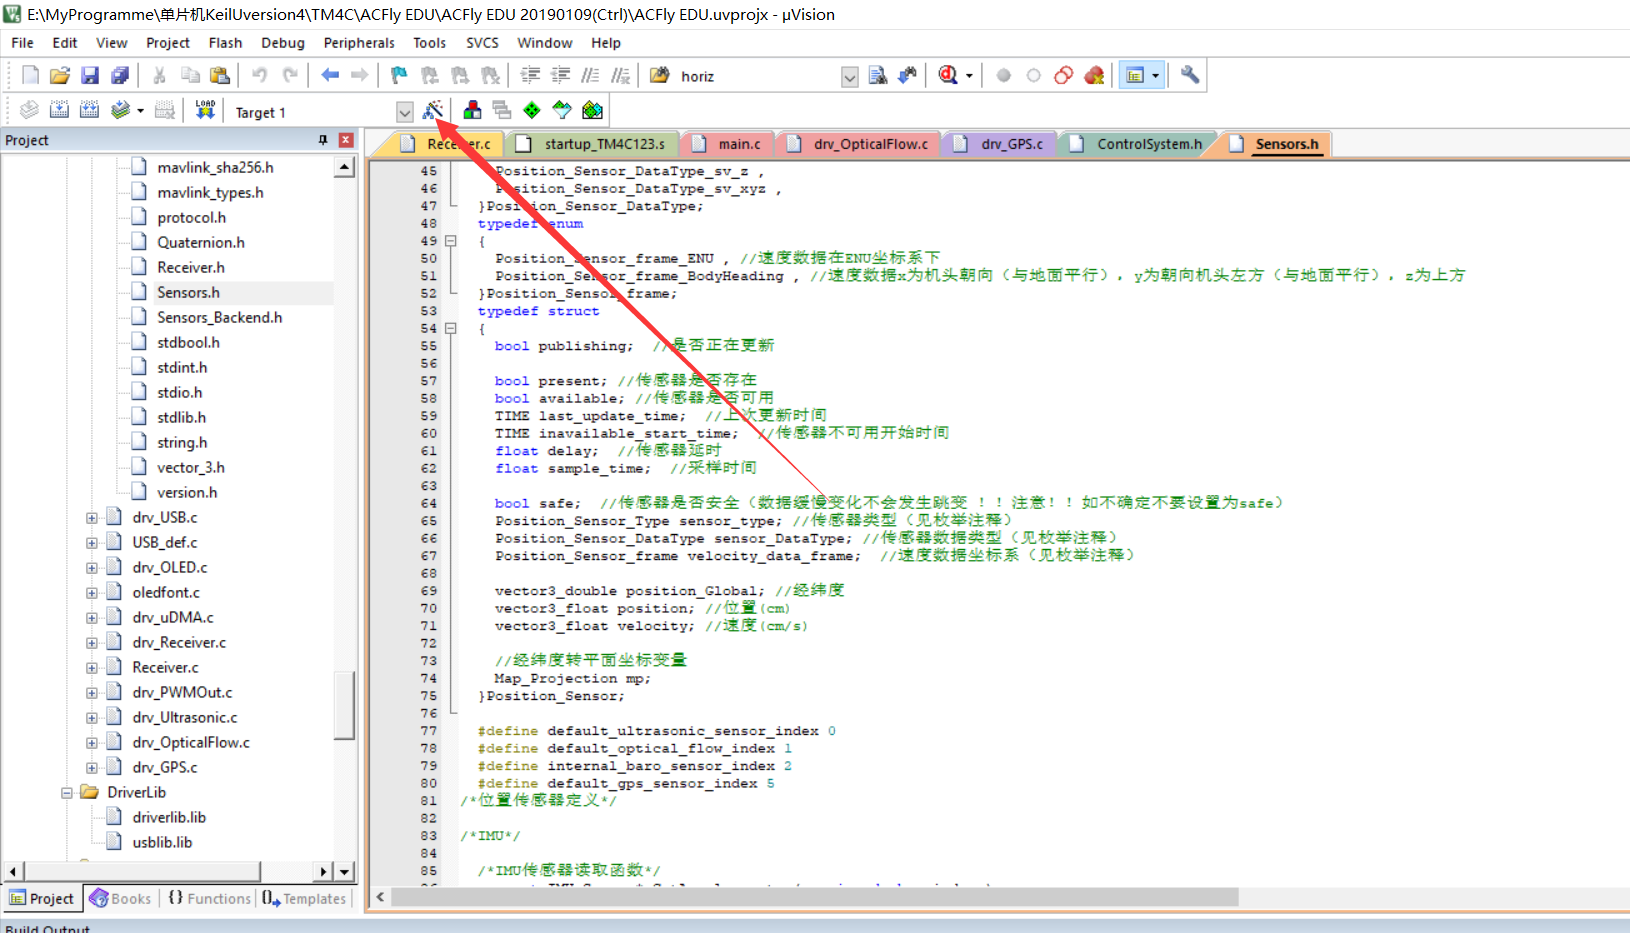 E:\MyProgramme\单片机KeilUversion4\TM4C\ACFly EDU\ACFly EDU 20190109(Ctrl)\ACFly EDU.uvprojx - µVision
File Edit View Project Flash Debug Peripherals Tools SVCS Window Help
horiz
LOAD Target 1
Project
mavlink_sha256.h
mavlink_types.h
protocol.h
Quaternion.h
Receiver.h
Sensors.h
Sensors_Backend.h
stdbool.h
stdint.h
stdio.h
stdlib.h
string.h
vector_3.h
version.h
drv_USB.c
USB_def.c
drv_OLED.c
oledfont.c
drv_uDMA.c
drv_Receiver.c
Receiver.c
drv_PWMOut.c
drv_Ultrasonic.c
drv_OpticalFlow.c
drv_GPS.c
DriverLib
driverlib.lib
usblib.lib
Project Books {} Functions Templates
Receiver.c startup_TM4C123.s main.c drv_OpticalFlow.c drv_GPS.c ControlSystem.h Sensors.h
45 Position_Sensor_DataType_sv_z ,
46 Position_Sensor_DataType_sv_xyz ,
47 }Position_Sensor_DataType;
48 typedef enum
49 {
50 Position_Sensor_frame_ENU , //速度数据在ENU坐标系下
51 Position_Sensor_frame_BodyHeading , //速度数据x为机头朝向（与地面平行），y为朝向机头左方（与地面平行），z为上方
52 }Position_Sensor_frame;
53 typedef struct
54 {
55 bool publishing; //是否正在更新
56
57 bool present; //传感器是否存在
58 bool available; //传感器是否可用
59 TIME last_update_time; //上次更新时间
60 TIME inavailable_start_time; //传感器不可用开始时间
61 float delay; //传感器延时
62 float sample_time; //采样时间
63
64 bool safe; //传感器是否安全（数据缓慢变化不会发生跳变 ！！注意！！如不确定不要设置为safe）
65 Position_Sensor_Type sensor_type; //传感器类型（见枚举注释）
66 Position_Sensor_DataType sensor_DataType; //传感器数据类型（见枚举注释）
67 Position_Sensor_frame velocity_data_frame; //速度数据坐标系（见枚举注释）
68
69 vector3_double position_Global; //经纬度
70 vector3_float position; //位置(cm)
71 vector3_float velocity; //速度(cm/s)
72
73 //经纬度转平面坐标变量
74 Map_Projection mp;
75 }Position_Sensor;
76
77 #define default_ultrasonic_sensor_index 0
78 #define default_optical_flow_index 1
79 #define internal_baro_sensor_index 2
80 #define default_gps_sensor_index 5
81 /*位置传感器定义*/
82
83 /*IMU*/
84
85 /*IMU传感器读取函数*/
Build Output